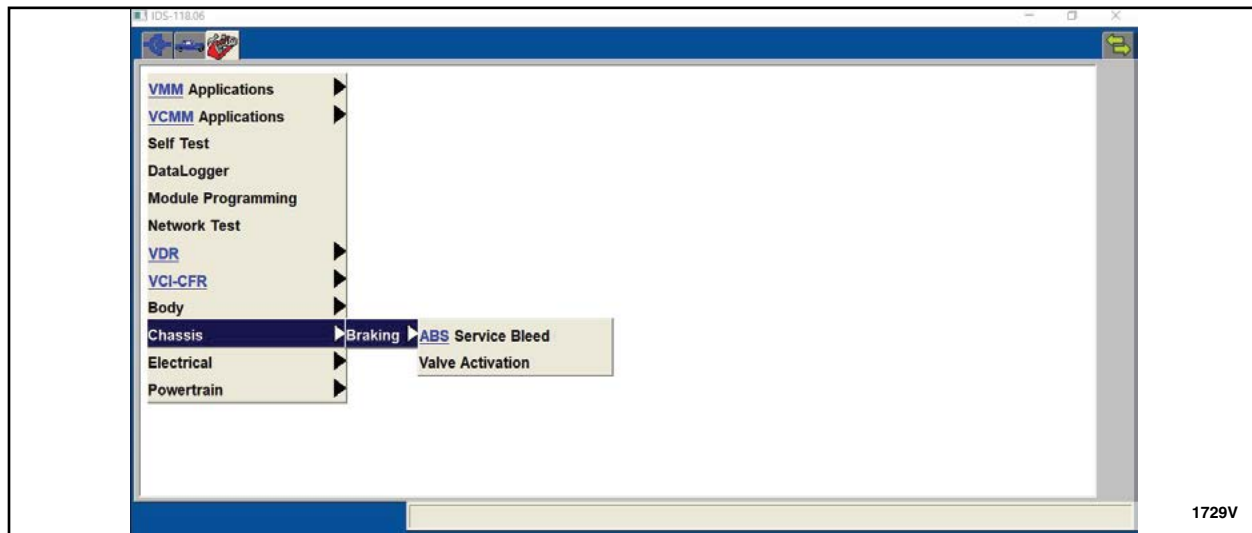 IDS-118.06
VMM Applications
VCMM Applications
Self Test
DataLogger
Module Programming
Network Test
VDR
VCI-CFR
Body
Chassis Braking ABS Service Bleed
Electrical Valve Activation
Powertrain
1729V